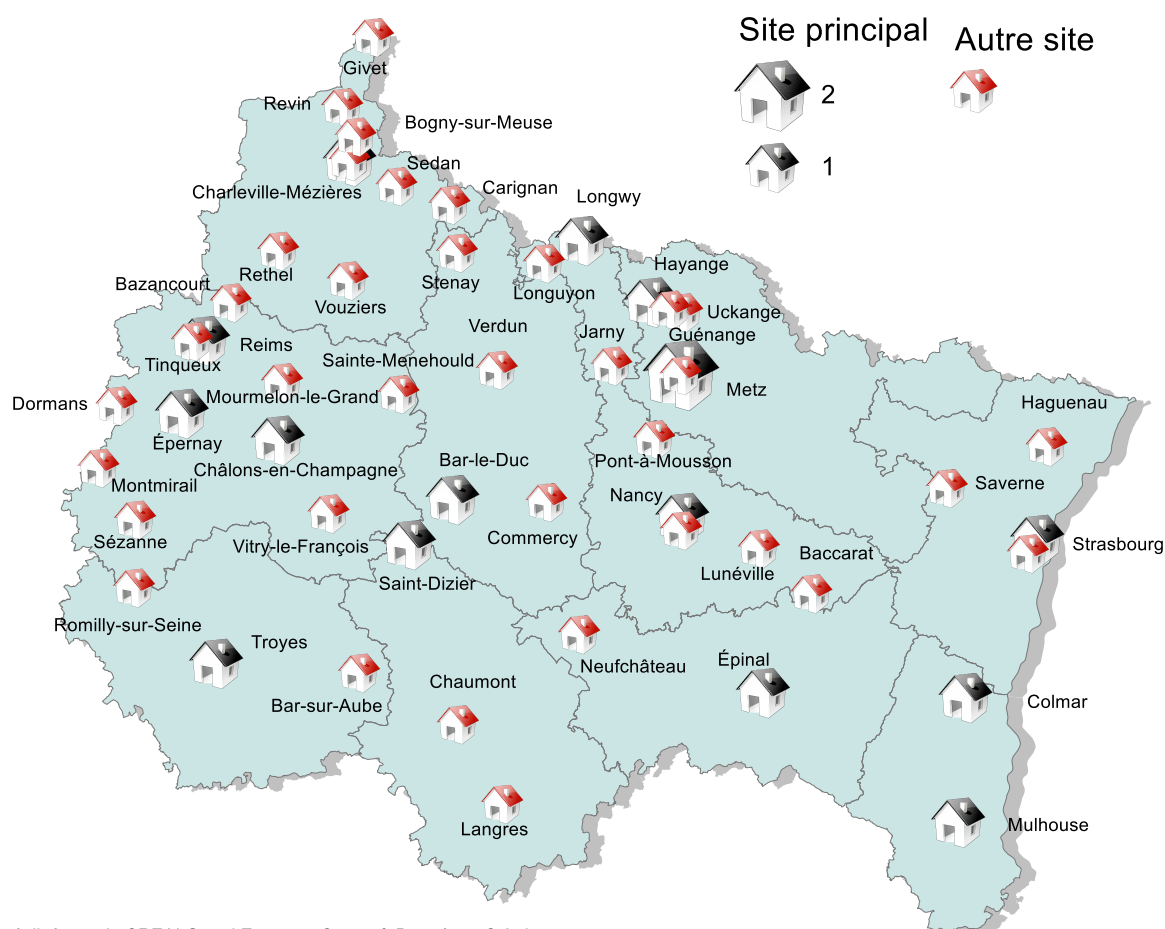 Site principal
Autre site
2
1
Givet
Revin
Bogny-sur-Meuse
Sedan
Charleville-Mézières
Carignan
Longwy
Rethel
Vouziers
Stenay
Longuyon
Hayange
Bazancourt
Uckange
Guénange
Verdun
Jarny
Reims
Tinqueux
Sainte-Menehould
Mourmelon-le-Grand
Metz
Dormans
Haguenau
Épernay
Châlons-en-Champagne
Bar-le-Duc
Pont-à-Mousson
Montmirail
Nancy
Saverne
Sézanne
Vitry-le-François
Commercy
Strasbourg
Saint-Dizier
Lunéville
Baccarat
Romilly-sur-Seine
Troyes
Neufchâteau
Épinal
Bar-sur-Aube
Chaumont
Colmar
Langres
Mulhouse